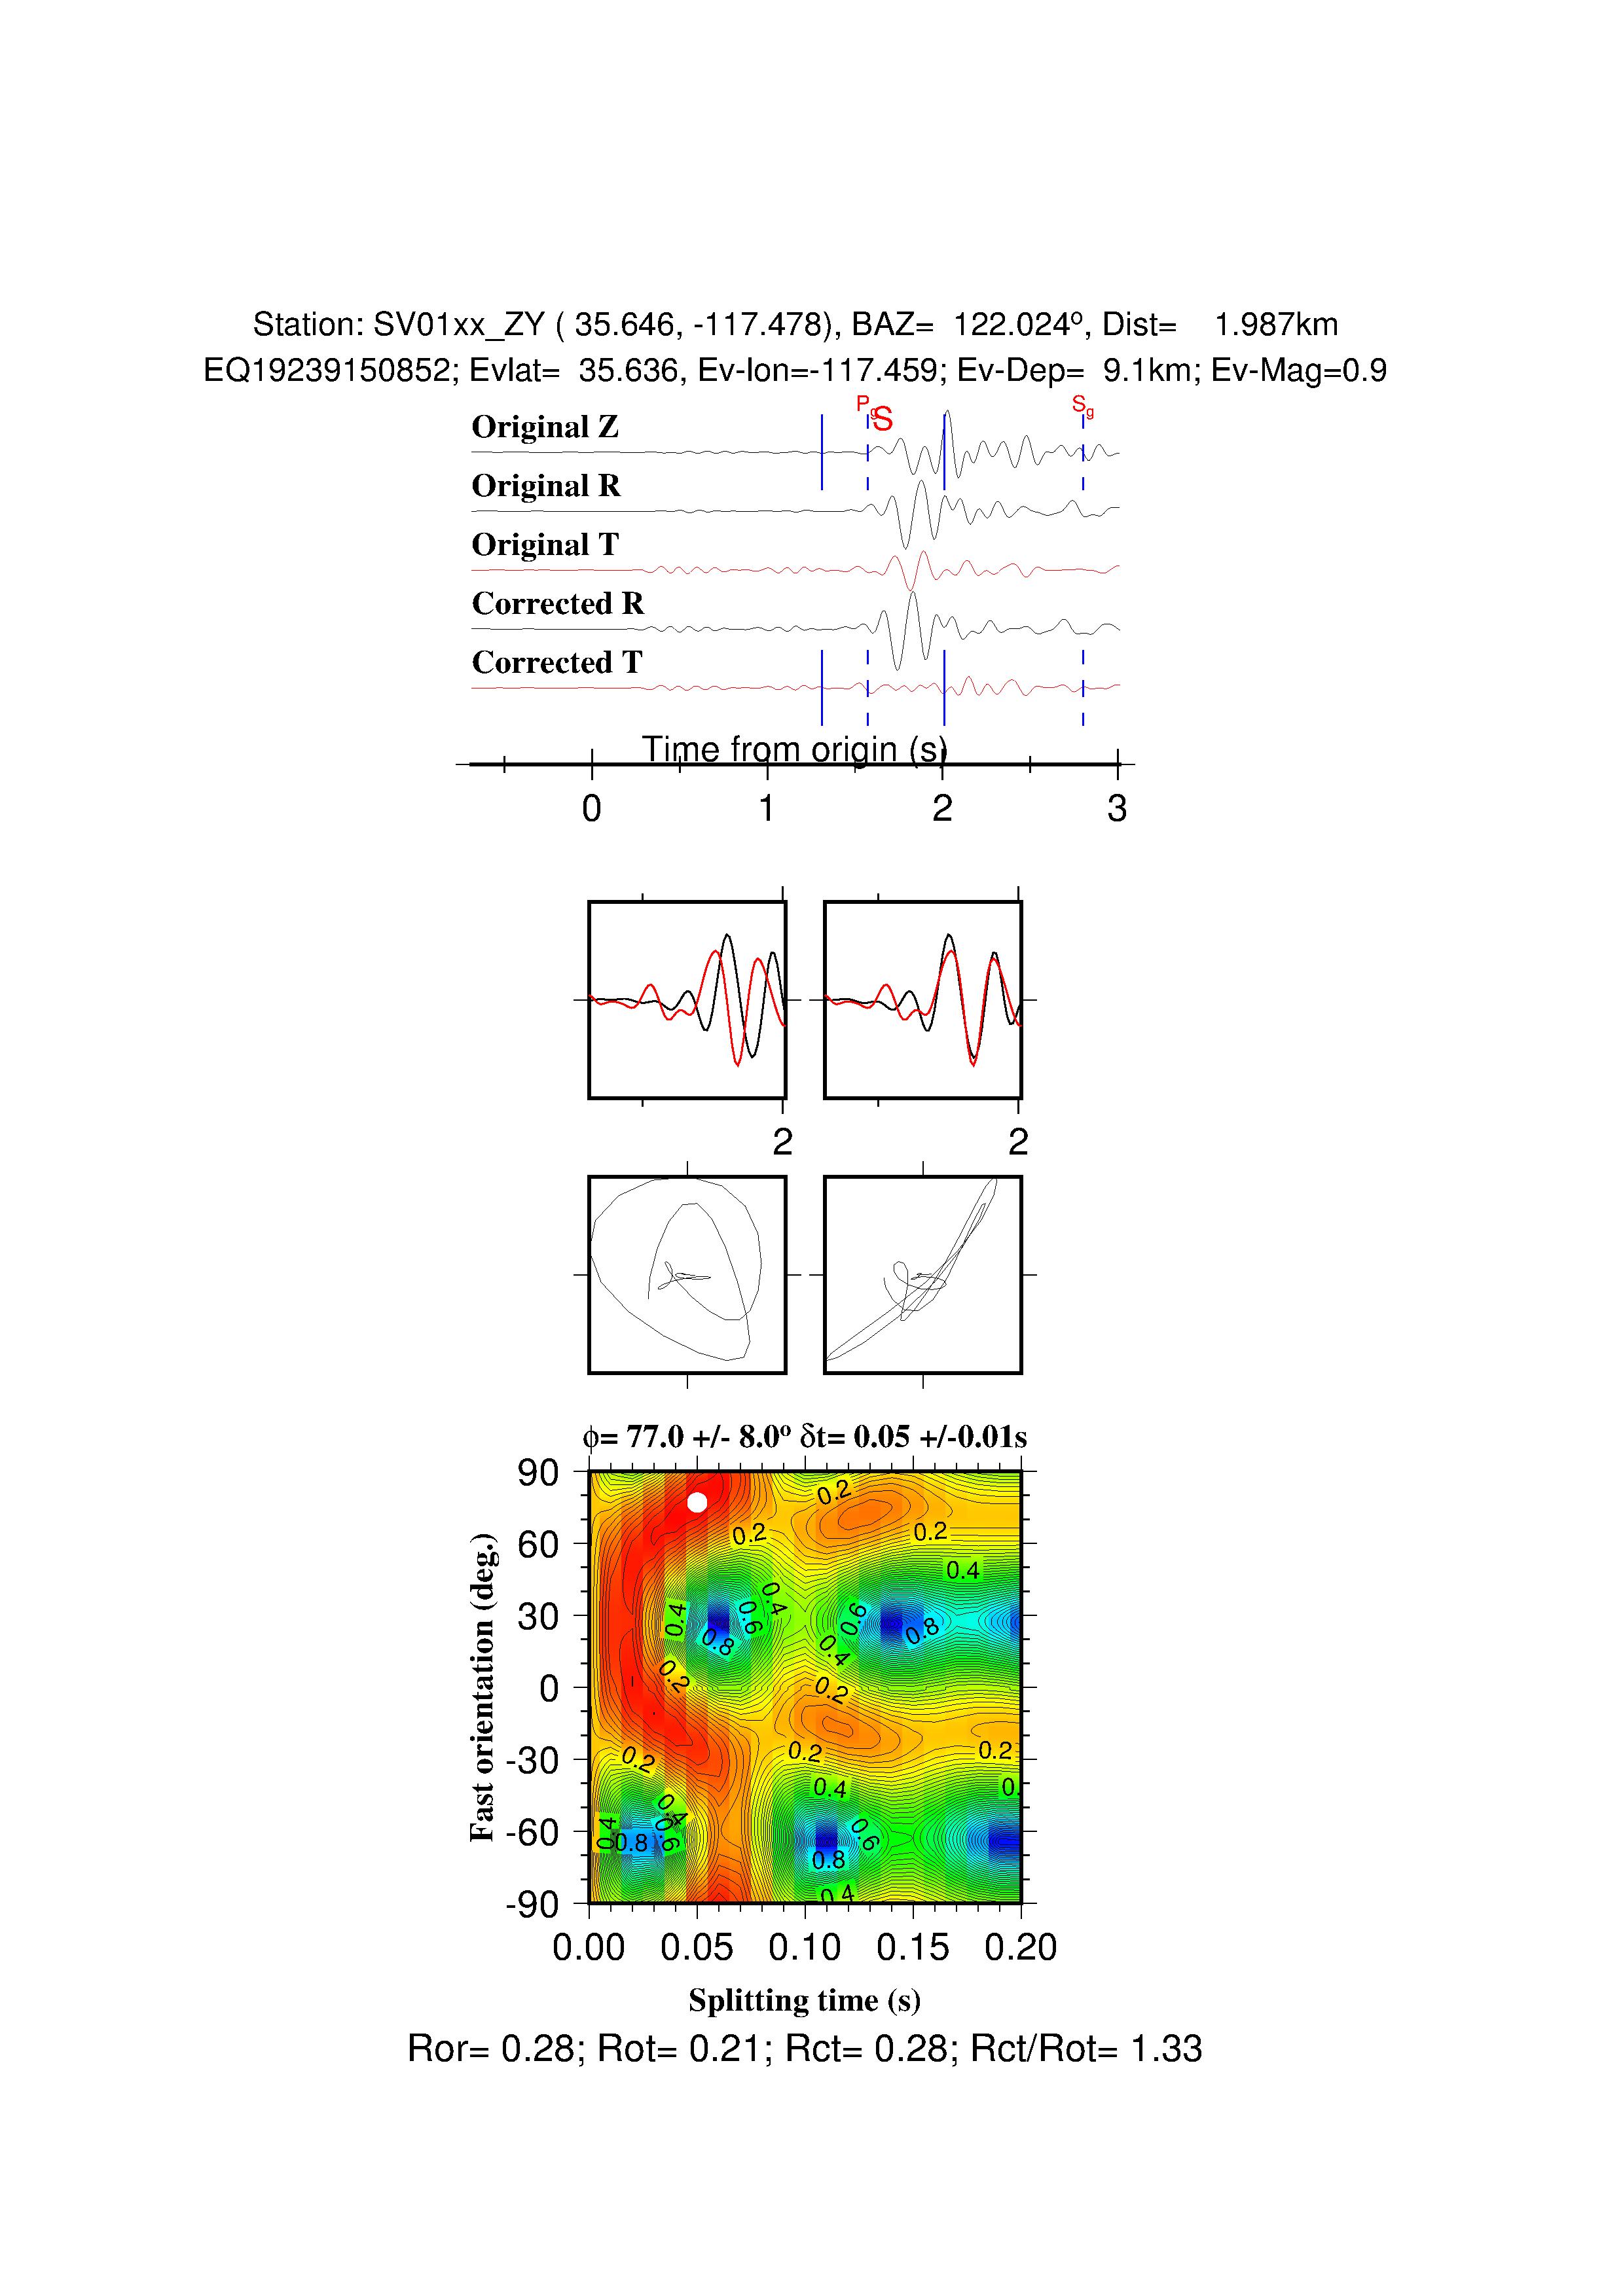 Station: SV01xx_ZY ( 35.646, -117.478), BAZ= 122.024º, Dist= 1.987km
EQ19239150852; Evlat= 35.636, Ev-lon=-117.459; Ev-Dep= 9.1km; Ev-Mag=0.9
Pg S Sg
Original Z
Original R
Original T
Corrected R
Corrected T
Time from origin (s)
0 1 2 3
2 2
ϕ= 77.0 +/- 8.0º δt= 0.05 +/-0.01s
90
60
30
0
-30
-60
-90
Fast orientation (deg.)
0.2
0.2 0.2
0.4
0.4 0.6 0.4 0.6
0.8 0.8
0.4
0.2 0.2
0.2 0.2 0.2
0.4 0.
0.4
0.4 0.8 0.6 0.6
0.8
0.4
0.00 0.05 0.10 0.15 0.20
Splitting time (s)
Ror= 0.28; Rot= 0.21; Rct= 0.28; Rct/Rot= 1.33